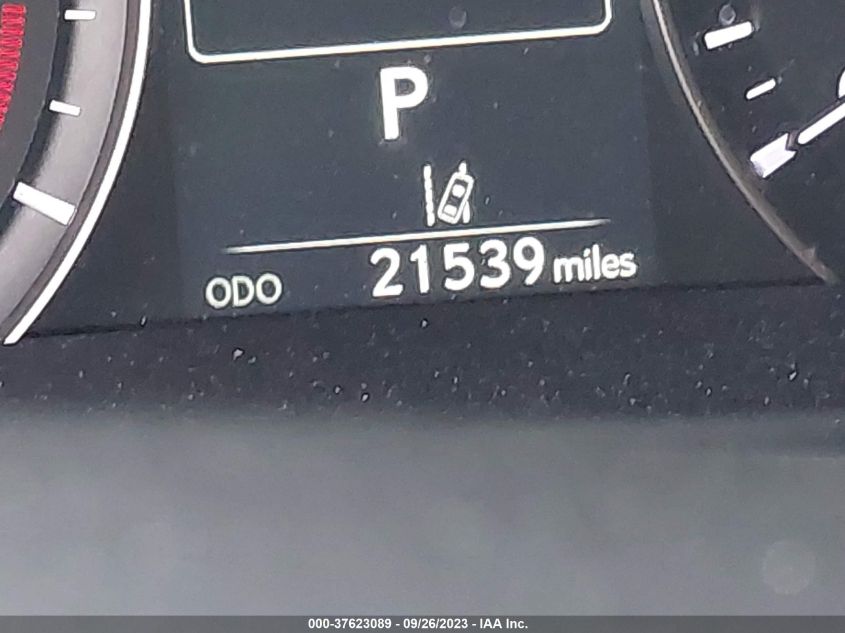 P
ODO 21539 miles
000-37623089 - 09/26/2023 - IAA Inc.